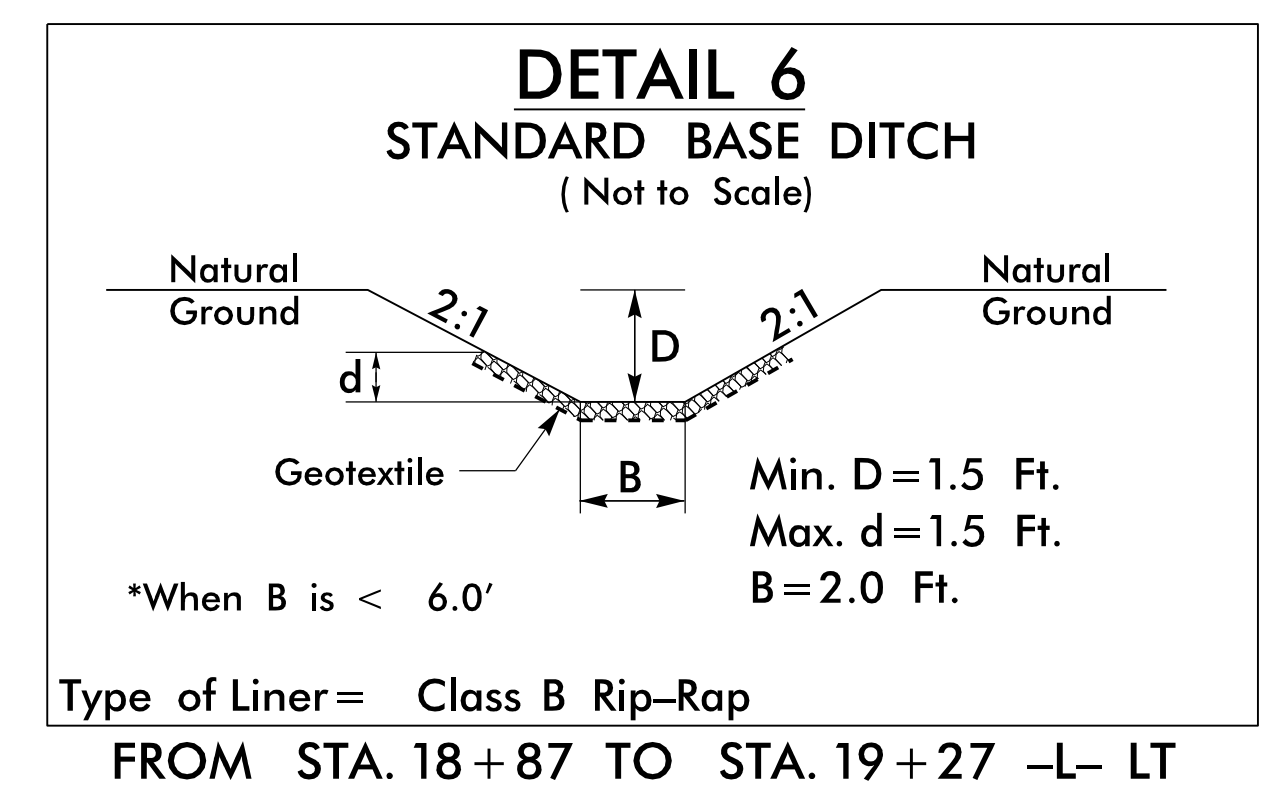 DETAIL 6
STANDARD BASE DITCH
( Not to Scale)
Natural
Ground
2:1
D
2:1
Natural
Ground
d
Geotextile
B
Min. D=1.5 Ft.
Max. d=1.5 Ft.
B=2.0 Ft.
*When B is < 6.0'
Type of Liner= Class B Rip-Rap
FROM STA. 18+87 TO STA. 19+27 -L- LT